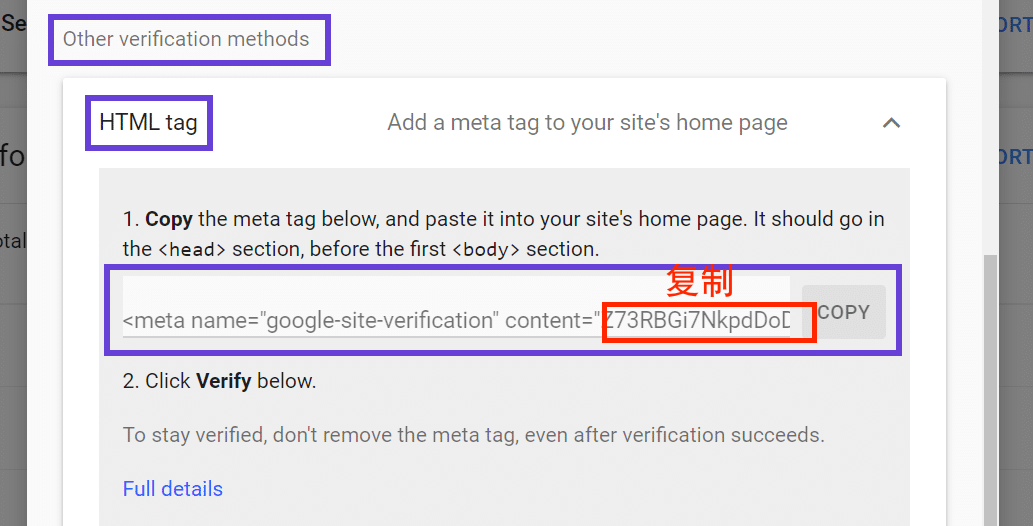 Se
ORT
Other verification methods
HTML tag
Add a meta tag to your site's home page
fo
ORT
1. Copy the meta tag below, and paste it into your site's home page. It should go in
the <head> section, before the first <body> section.
otal
复制
<meta name="google-site-verification" content="Z73RBGi7NkpdDoD
COPY
2. Click Verify below.
To stay verified, don't remove the meta tag, even after verification succeeds.
Full details